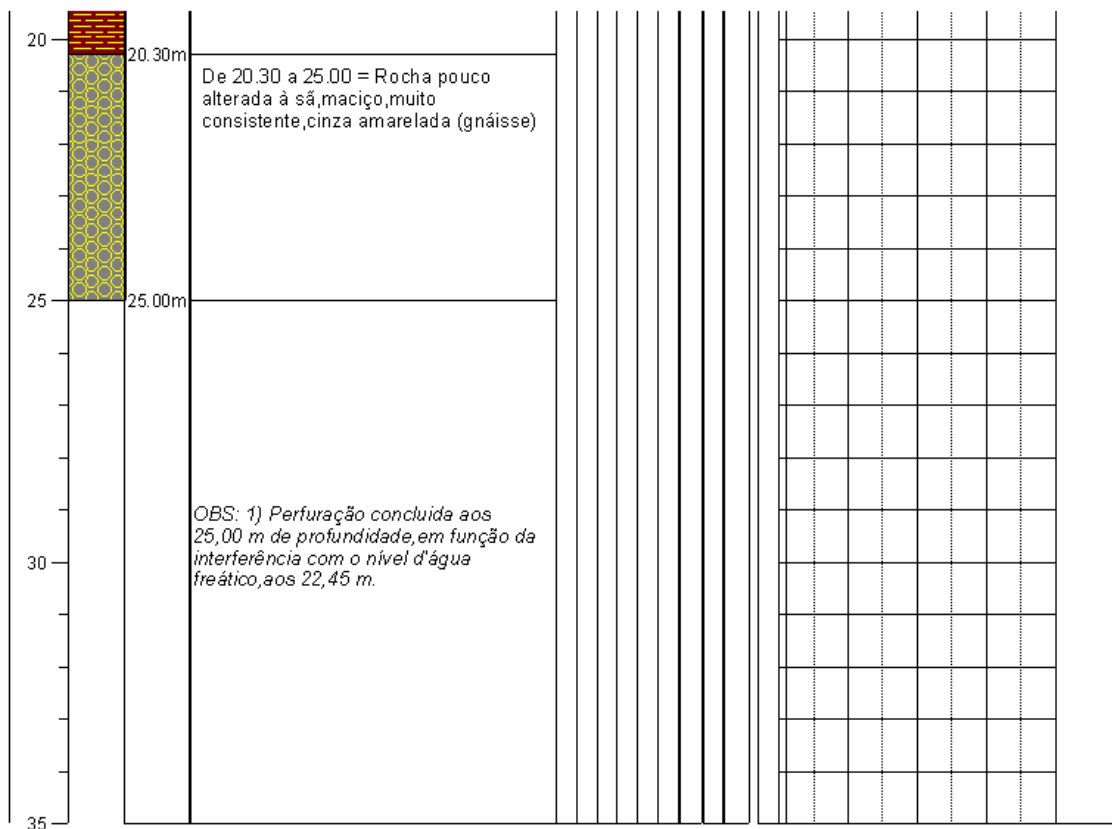 20
20.30m
De 20.30 a 25.00 = Rocha pouco
alterada à sã,maciço,muito
consistente,cinza amarelada (gnáisse)
25
25.00m
OBS: 1) Perfuração concluida aos
25,00 m de profundidade,em função da
interferência com o nível d'água
freático,aos 22,45 m.
30
35